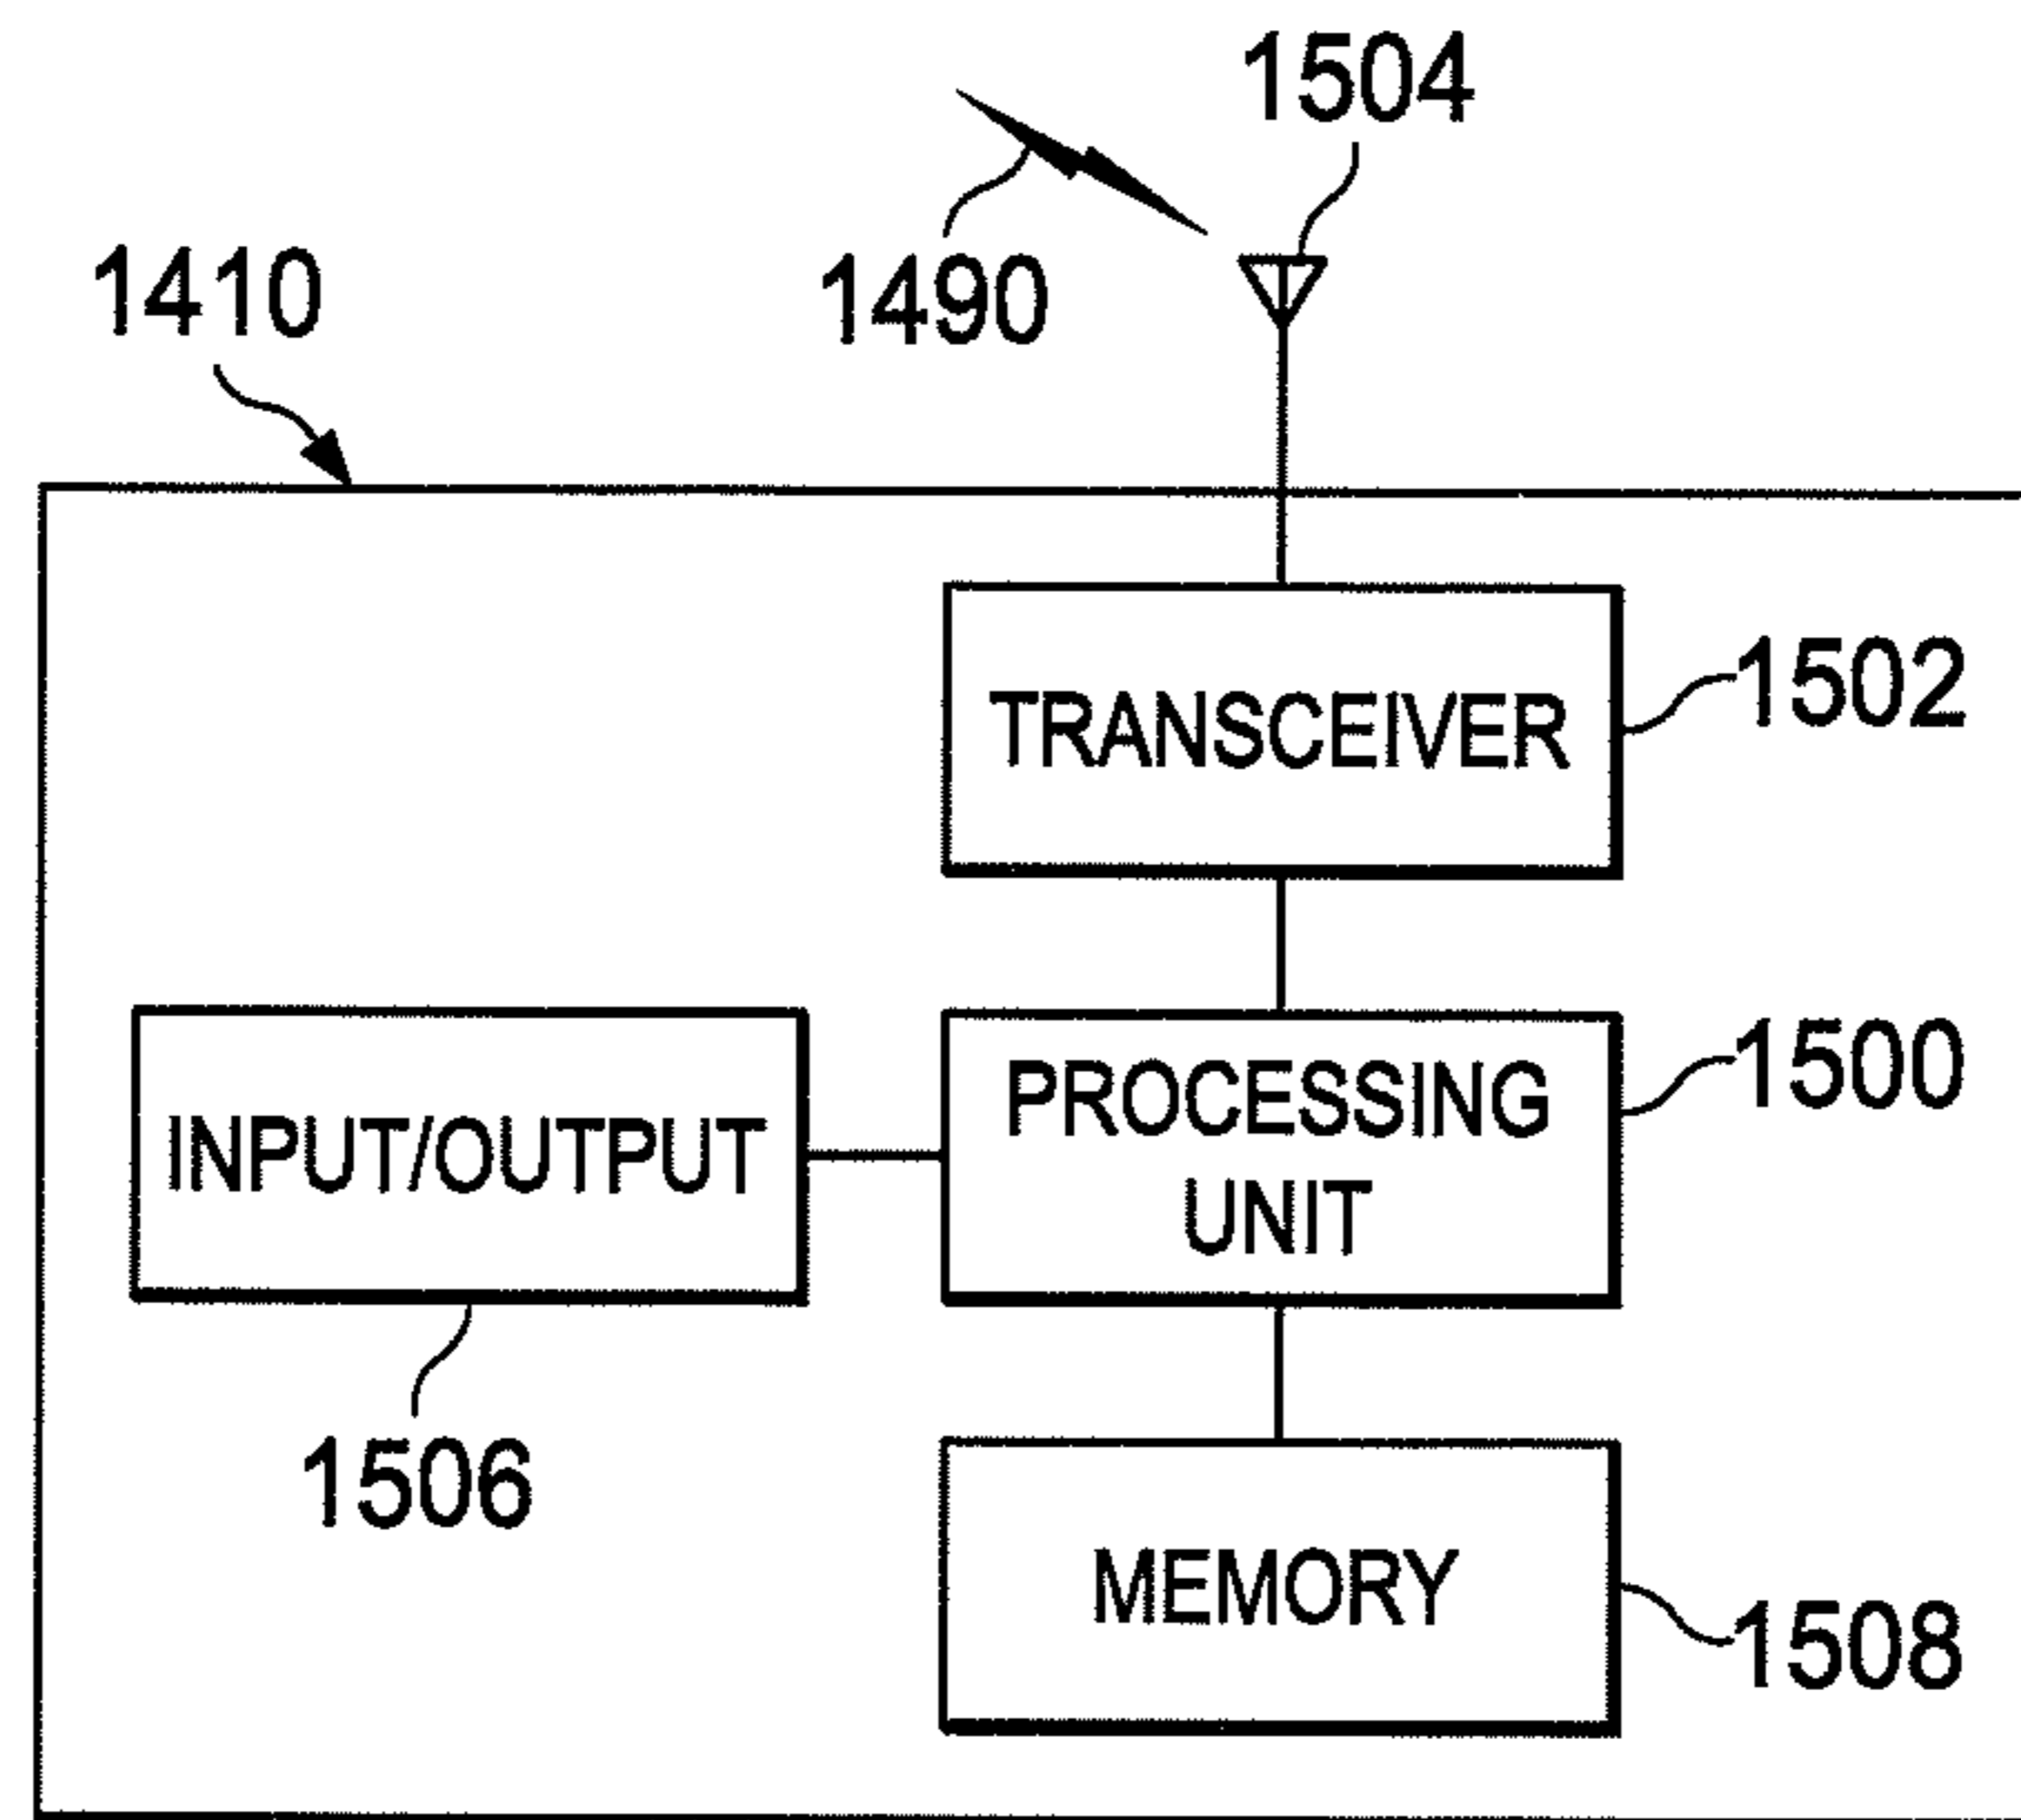 1504
1490
1410
TRANSCEIVER
1502
INPUT/OUTPUT
PROCESSING
UNIT
1500
1506
MEMORY
1508